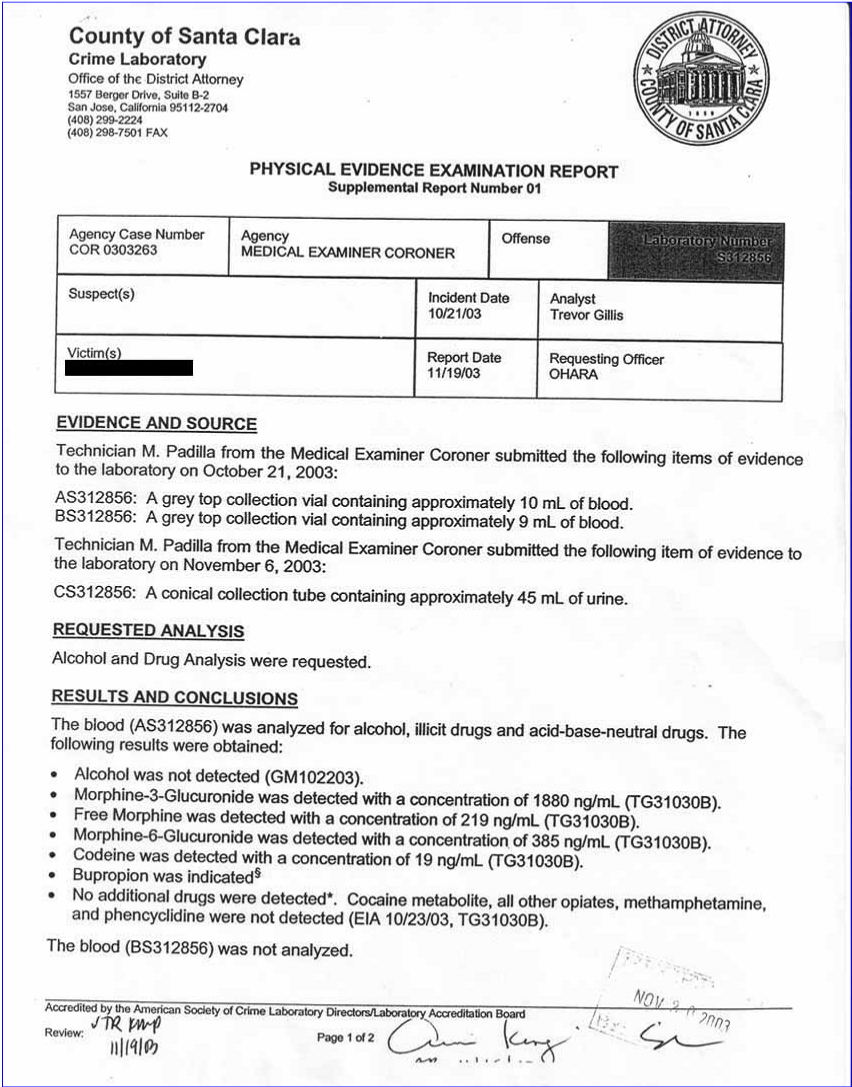 County of Santa Clara
Crime Laboratory
Office of the District Attorney
1557 Berger Drive, Suite B-2
San Jose, California 95112-2704
(408) 299-2224
(408) 298-7501 FAX
DISTRICT ATTORNEY
COUNTY OF SANTA CLARA
PHYSICAL EVIDENCE EXAMINATION REPORT
Supplemental Report Number 01
Agency Case Number
COR 0303263
Agency
MEDICAL EXAMINER CORONER
Offense
Laboratory Number
S312856
Suspect(s)
Incident Date
10/21/03
Analyst
Trevor Gillis
Victim(s)
Report Date
11/19/03
Requesting Officer
OHARA
EVIDENCE AND SOURCE
Technician M. Padilla from the Medical Examiner Coroner submitted the following items of evidence
to the laboratory on October 21, 2003:
AS312856: A grey top collection vial containing approximately 10 mL of blood.
BS312856: A grey top collection vial containing approximately 9 mL of blood.
Technician M. Padilla from the Medical Examiner Coroner submitted the following item of evidence to
the laboratory on November 6, 2003:
CS312856: A conical collection tube containing approximately 45 mL of urine.
REQUESTED ANALYSIS
Alcohol and Drug Analysis were requested.
RESULTS AND CONCLUSIONS
The blood (AS312856) was analyzed for alcohol, illicit drugs and acid-base-neutral drugs. The
following results were obtained:
• Alcohol was not detected (GM102203).
• Morphine-3-Glucuronide was detected with a concentration of 1880 ng/mL (TG31030B).
• Free Morphine was detected with a concentration of 219 ng/mL (TG31030B).
• Morphine-6-Glucuronide was detected with a concentration of 385 ng/mL (TG31030B).
• Codeine was detected with a concentration of 19 ng/mL (TG31030B).
• Bupropion was indicated§
• No additional drugs were detected*. Cocaine metabolite, all other opiates, methamphetamine,
and phencyclidine were not detected (EIA 10/23/03, TG31030B).
The blood (BS312856) was not analyzed.
NOV 20 2003
Accredited by the American Society of Crime Laboratory Directors/Laboratory Accreditation Board
Review: JTR KMP
11/19/03
Page 1 of 2